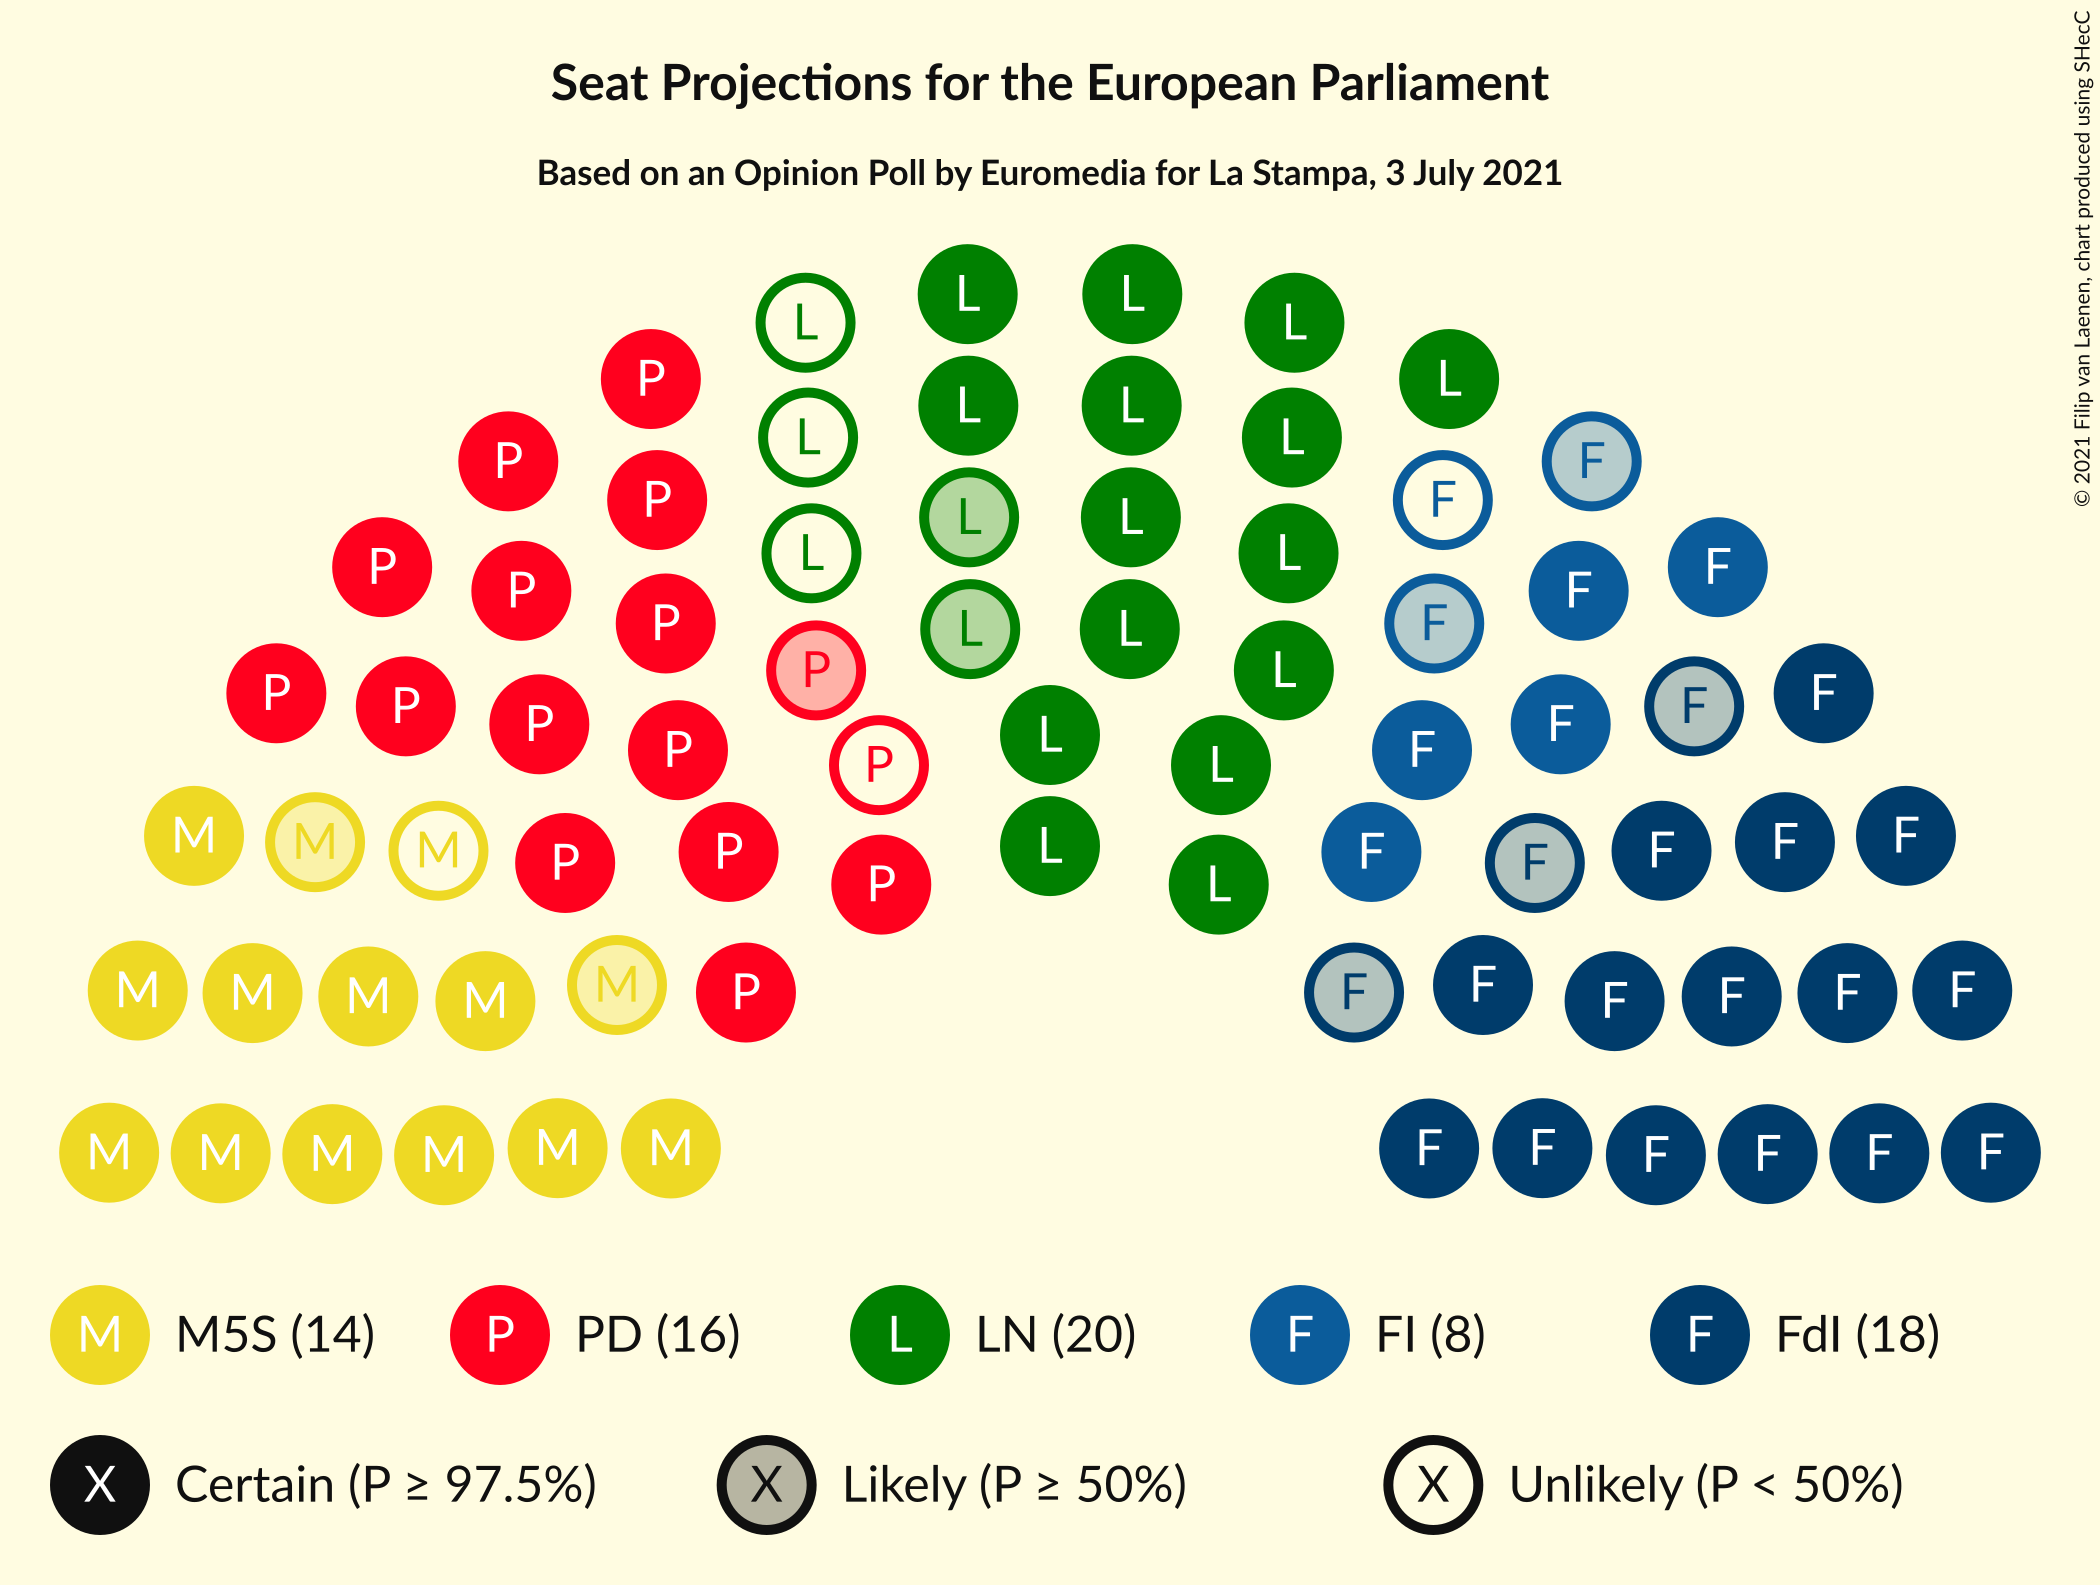 Seat Projections for the European Parliament
Based on an Opinion Poll by Euromedia for La Stampa, 3 July 2021
© 2021 Filip van Laenen, chart produced using SHecC
L L L L
P L
L L L L
P F F
P L L L L
P P F F
P L L L
P F F
P P P P L F F F
P P L L F F
M M M P P P L L F F F F F
M M M M M P F F F F F F
M M M M M M F F F F F F
M M5S (14) P PD (16) L LN (20) F FI (8) F FdI (18)
X Certain (P ≥ 97.5%) X Likely (P ≥ 50%) X Unlikely (P < 50%)